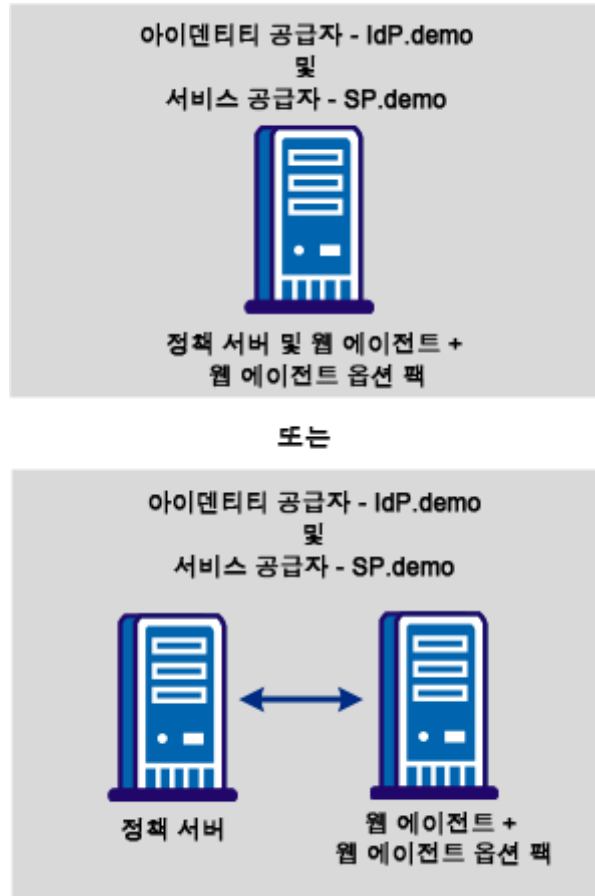 아이덴티티 공급자 - IdP.demo
및
서비스 공급자 - SP.demo
정책 서버 및 웹 에이전트 +
웹 에이전트 옵션 팩
또는
아이덴티티 공급자 - IdP.demo
및
서비스 공급자 - SP.demo
정책 서버
웹 에이전트 +
웹 에이전트 옵션 팩